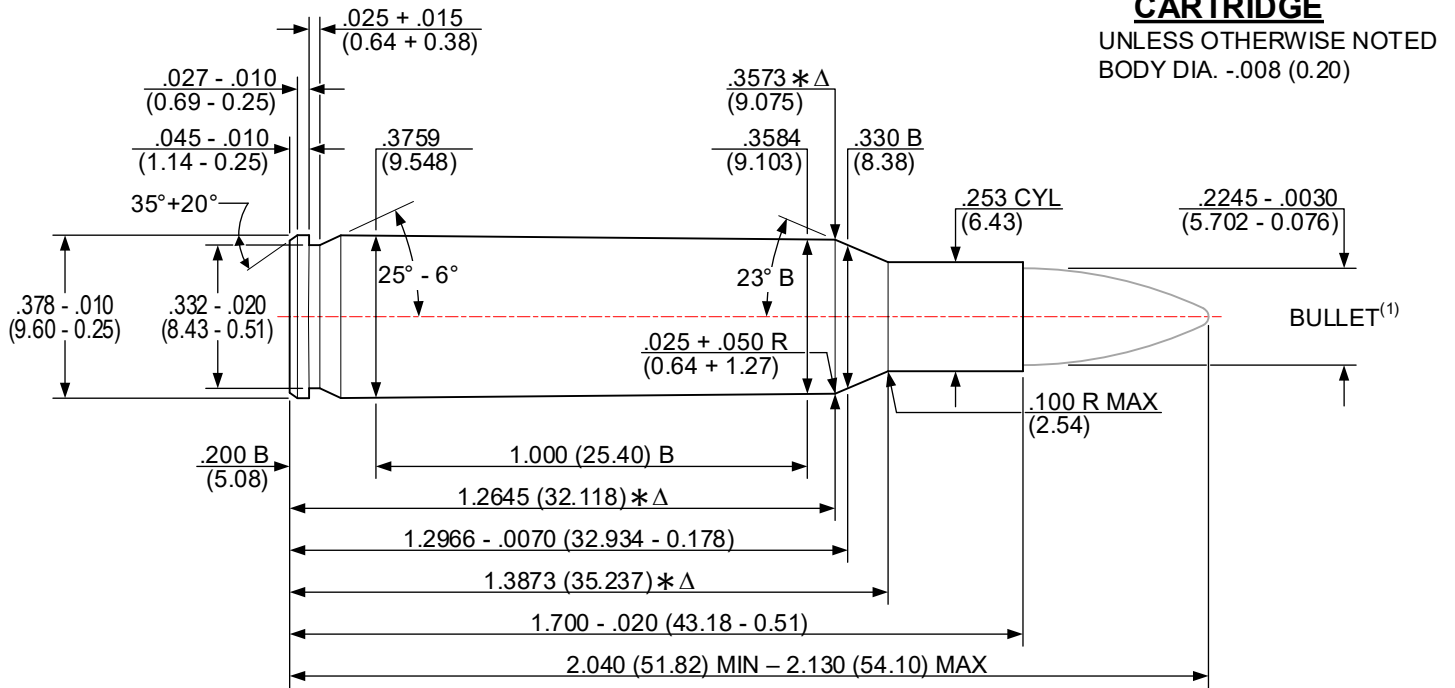 CARTRIDGE
UNLESS OTHERWISE NOTED
BODY DIA. -.008 (0.20)
.025 + .015
(0.64 + 0.38)
.027 - .010
(0.69 - 0.25)
.3573 * Δ
(9.075)
.045 - .010
(1.14 - 0.25)
.3759
(9.548)
.3584
(9.103)
.330 B
(8.38)
35°+20°
.253 CYL
(6.43)
.2245 - .0030
(5.702 - 0.076)
25° - 6°
23° B
.378 - .010
(9.60 - 0.25)
.332 - .020
(8.43 - 0.51)
BULLET(1)
.025 + .050 R
(0.64 + 1.27)
.100 R MAX
(2.54)
.200 B
(5.08)
1.000 (25.40) B
1.2645 (32.118) * Δ
1.2966 - .0070 (32.934 - 0.178)
1.3873 (35.237) * Δ
1.700 - .020 (43.18 - 0.51)
2.040 (51.82) MIN – 2.130 (54.10) MAX